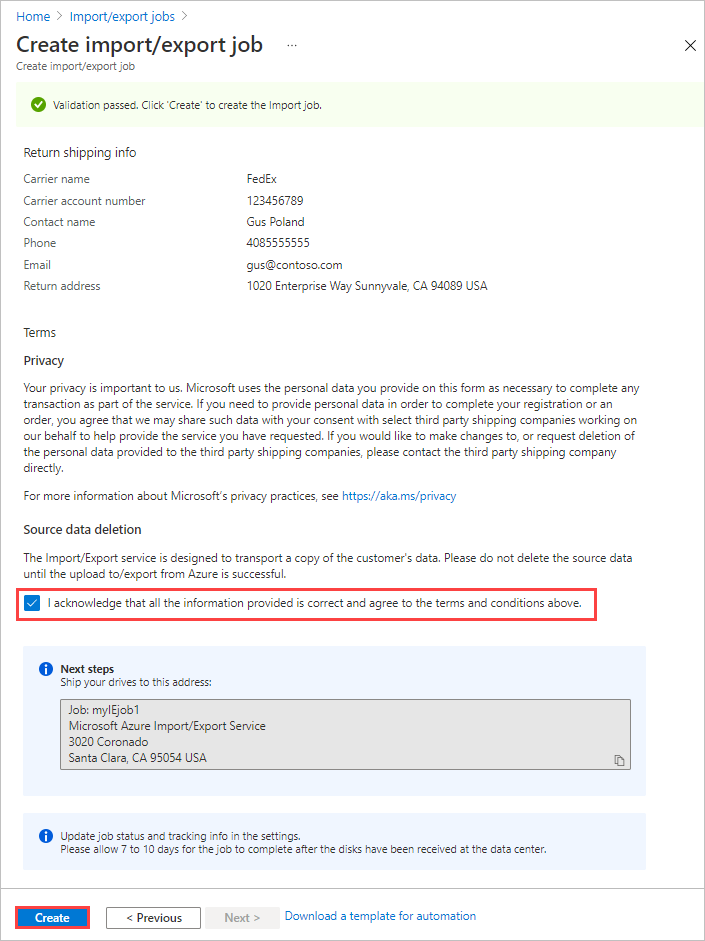 Home > Import/export jobs >
Create import/export job ...
Create import/export job
Validation passed. Click 'Create' to create the Import job.
Return shipping info
Carrier name FedEx
Carrier account number 123456789
Contact name Gus Poland
Phone 4085555555
Email gus@contoso.com
Return address 1020 Enterprise Way Sunnyvale, CA 94089 USA
Terms
Privacy
Your privacy is important to us. Microsoft uses the personal data you provide on this form as necessary to complete any
transaction as part of the service. If you need to provide personal data in order to complete your registration or an
order, you agree that we may share such data with your consent with select third party shipping companies working on
our behalf to help provide the service you have requested. If you would like to make changes to, or request deletion of
the personal data provided to the third party shipping companies, please contact the third party shipping company
directly.
For more information about Microsoft's privacy practices, see https://aka.ms/privacy
Source data deletion
The Import/Export service is designed to transport a copy of the customer's data. Please do not delete the source data
until the upload to/export from Azure is successful.
I acknowledge that all the information provided is correct and agree to the terms and conditions above.
Next steps
Ship your drives to this address:
Job: myIEjob1
Microsoft Azure Import/Export Service
3020 Coronado
Santa Clara, CA 95054 USA
Update job status and tracking info in the settings.
Please allow 7 to 10 days for the job to complete after the disks have been received at the data center.
Create < Previous Next > Download a template for automation